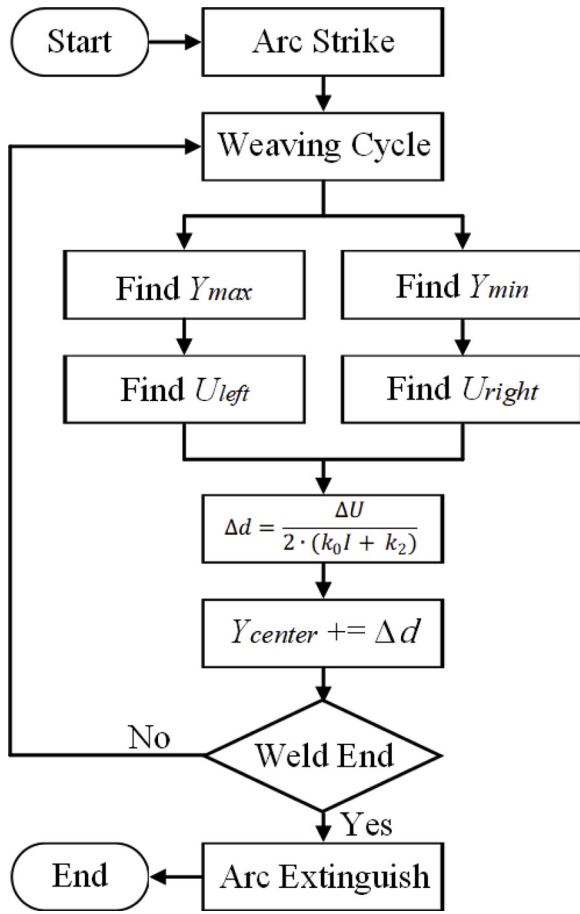 Start
Arc Strike
Weaving Cycle
Find Ymax
Find Ymin
Find Uleft
Find Uright
Δd = ΔU / 2 · (k₀I + k₂)
Ycenter += Δd
Weld End
No
Yes
End
Arc Extinguish